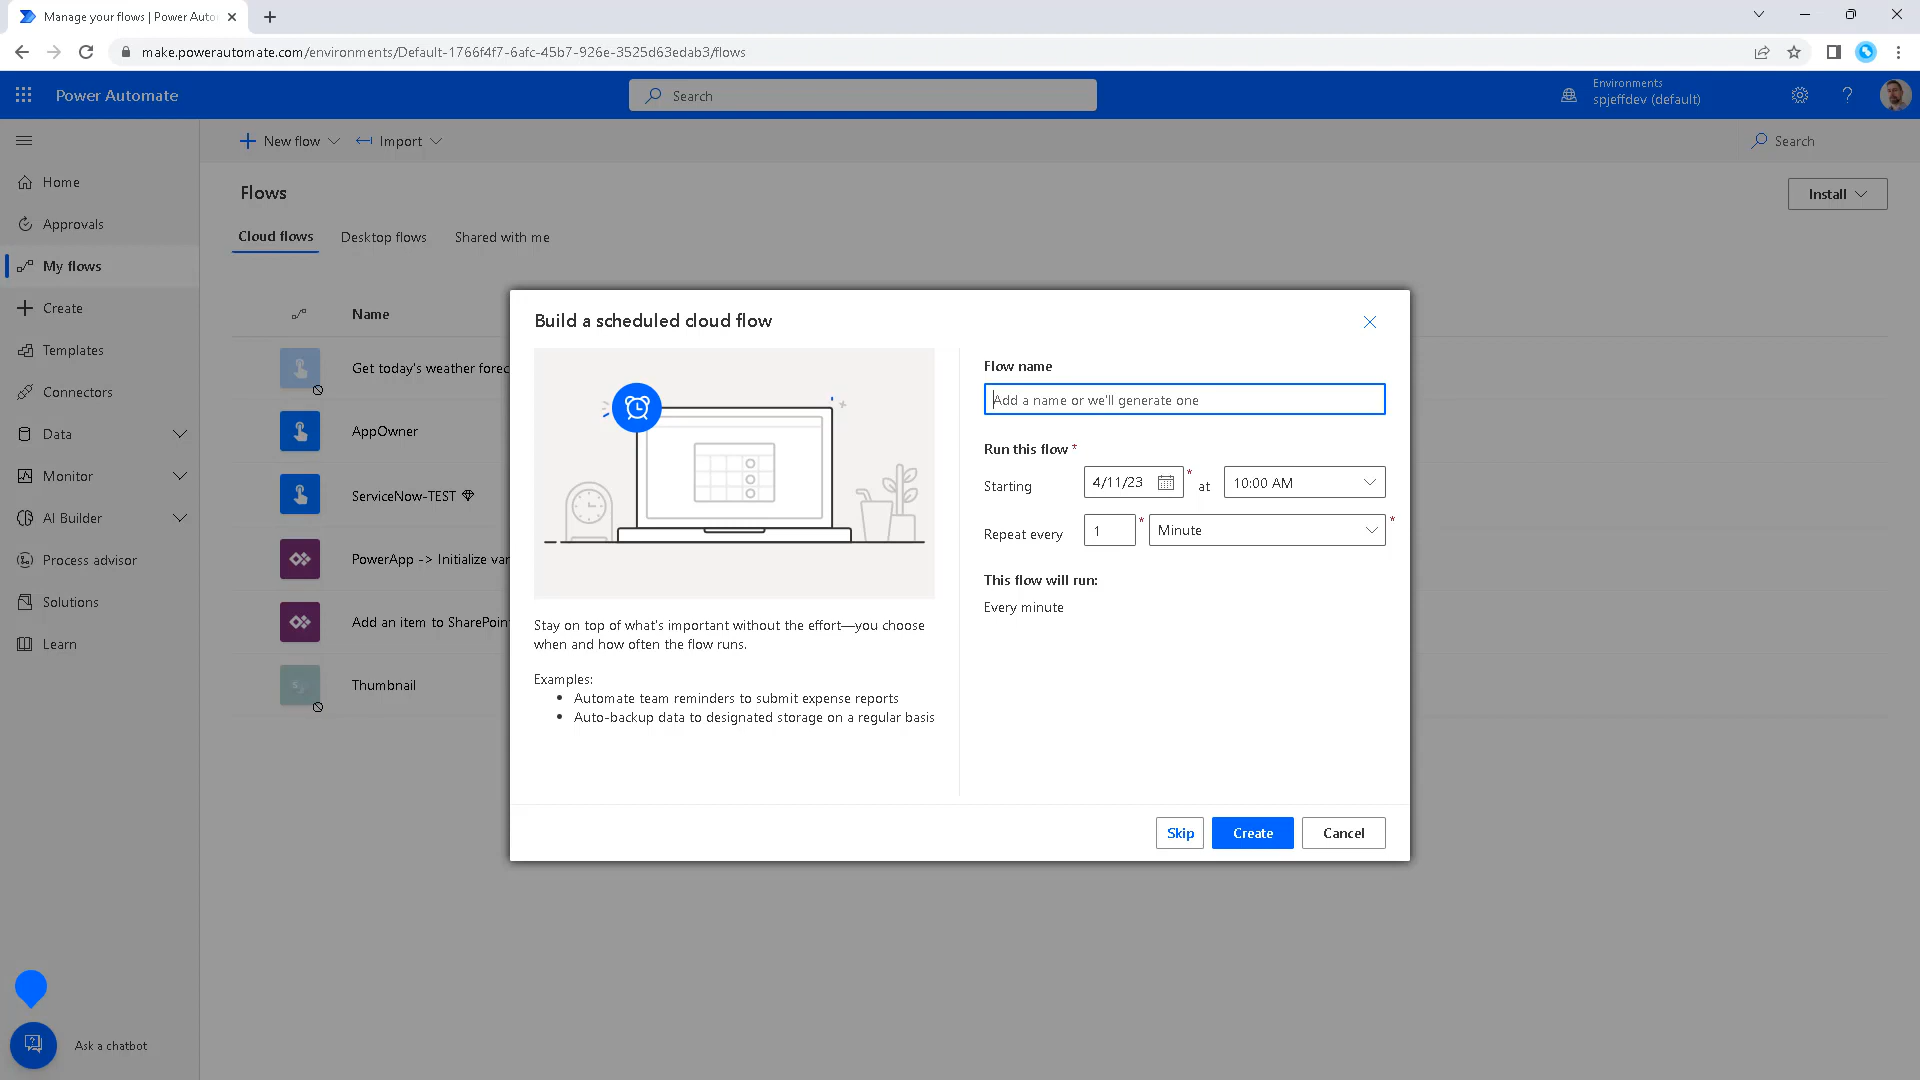 Manage your flows | Power Auto
make.powerautomate.com/environments/Default-1766f4f7-6afc-45b7-926e-3525d63edab3/flows
Power Automate
Search
Environments
spjeffdev (default)
?
New flow
Import
Search
Home
Approvals
My flows
Create
Templates
Connectors
Data
Monitor
AI Builder
Process advisor
Solutions
Learn
Ask a chatbot
Flows
Install
Cloud flows
Desktop flows
Shared with me
Name
Get today's weather forec
AppOwner
ServiceNow-TEST
PowerApp -> Initialize var
Add an item to SharePoin
Thumbnail
Build a scheduled cloud flow
Stay on top of what's important without the effort—you choose
when and how often the flow runs.
Examples:
• Automate team reminders to submit expense reports
• Auto-backup data to designated storage on a regular basis
Flow name
Add a name or we'll generate one
Run this flow *
Starting 4/11/23 * at 10:00 AM
Repeat every 1 * Minute *
This flow will run:
Every minute
Skip
Create
Cancel